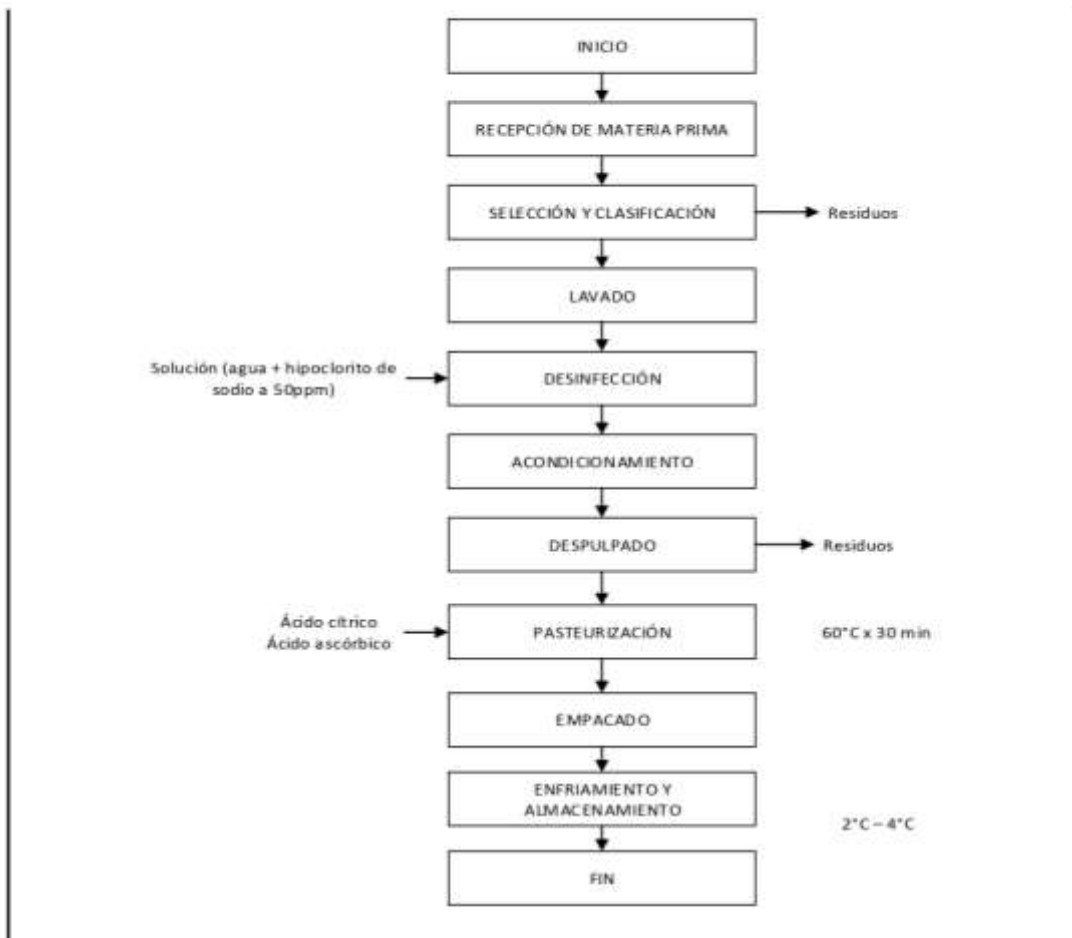 INICIO
RECEPCIÓN DE MATERIA PRIMA
SELECCIÓN Y CLASIFICACIÓN
Residuos
LAVADO
Solución (agua + hipoclorito de
sodio a 50ppm)
DESINFECCIÓN
ACONDICIONAMIENTO
DESPULPADO
Residuos
Ácido cítrico
Ácido ascórbico
PASTEURIZACIÓN
60°C x 30 min
EMPACADO
ENFRIAMIENTO Y
ALMACENAMIENTO
2°C – 4°C
FIN